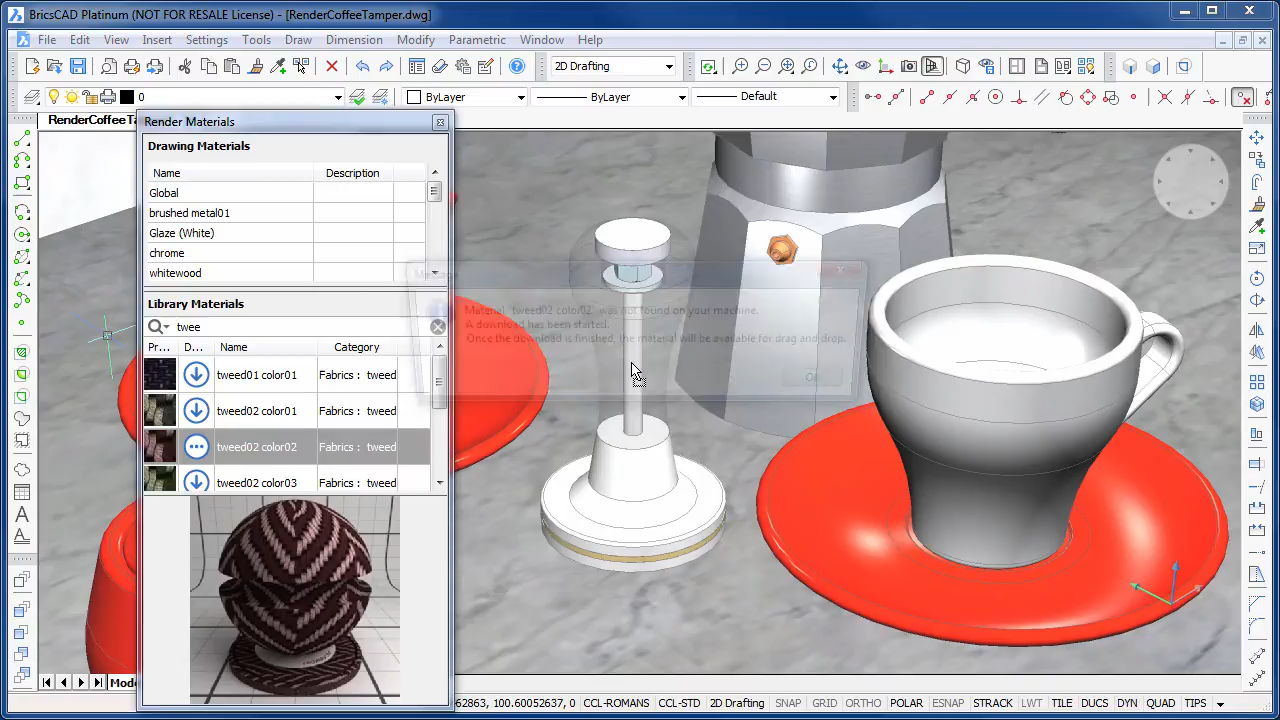 BricsCAD Platinum (NOT FOR RESALE License) - [RenderCoffeeTamper.dwg]
File Edit View Insert Settings Tools Draw Dimension Modify Parametric Window Help
2D Drafting
0 ByLayer ByLayer Default
RenderCoffeeTa
Render Materials
Drawing Materials
Name Description
Global
brushed metal01
Glaze (White)
chrome
whitewood
Library Materials
twee
Pr... D... Name Category
tweed01 color01 Fabrics : tweed
tweed02 color01 Fabrics : tweed
tweed02 color02 Fabrics : tweed
tweed02 color03 Fabrics : tweed
Material "tweed02 color02" was not found on your machine.
A download has been started.
Once the download is finished, the material will be available for drag and drop.
Mode
62863, 100.60052637, 0 CCL-ROMANS CCL-STD 2D Drafting SNAP GRID ORTHO POLAR ESNAP STRACK LWT TILE DUCS DYN QUAD TIPS